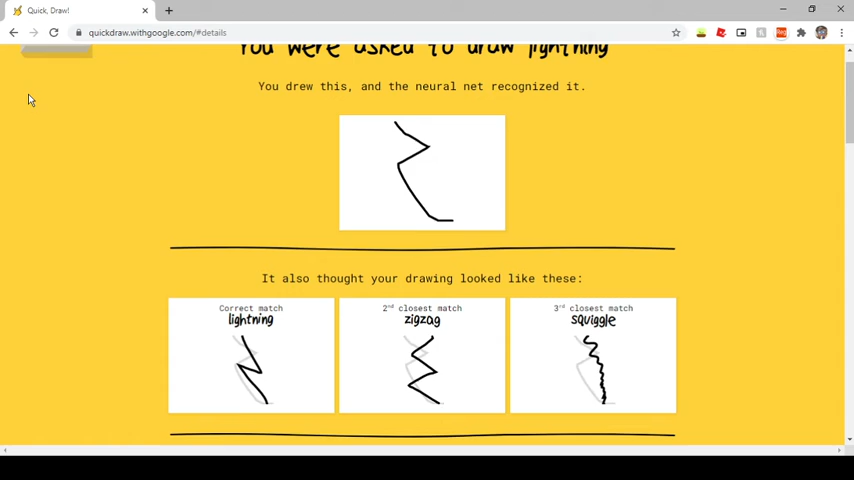 Quick, Draw!
quickdraw.withgoogle.com/#details
You were asked to draw lightning
You drew this, and the neural net recognized it.
It also thought your drawing looked like these:
Correct match
lightning
2nd closest match
zigzag
3rd closest match
squiggle